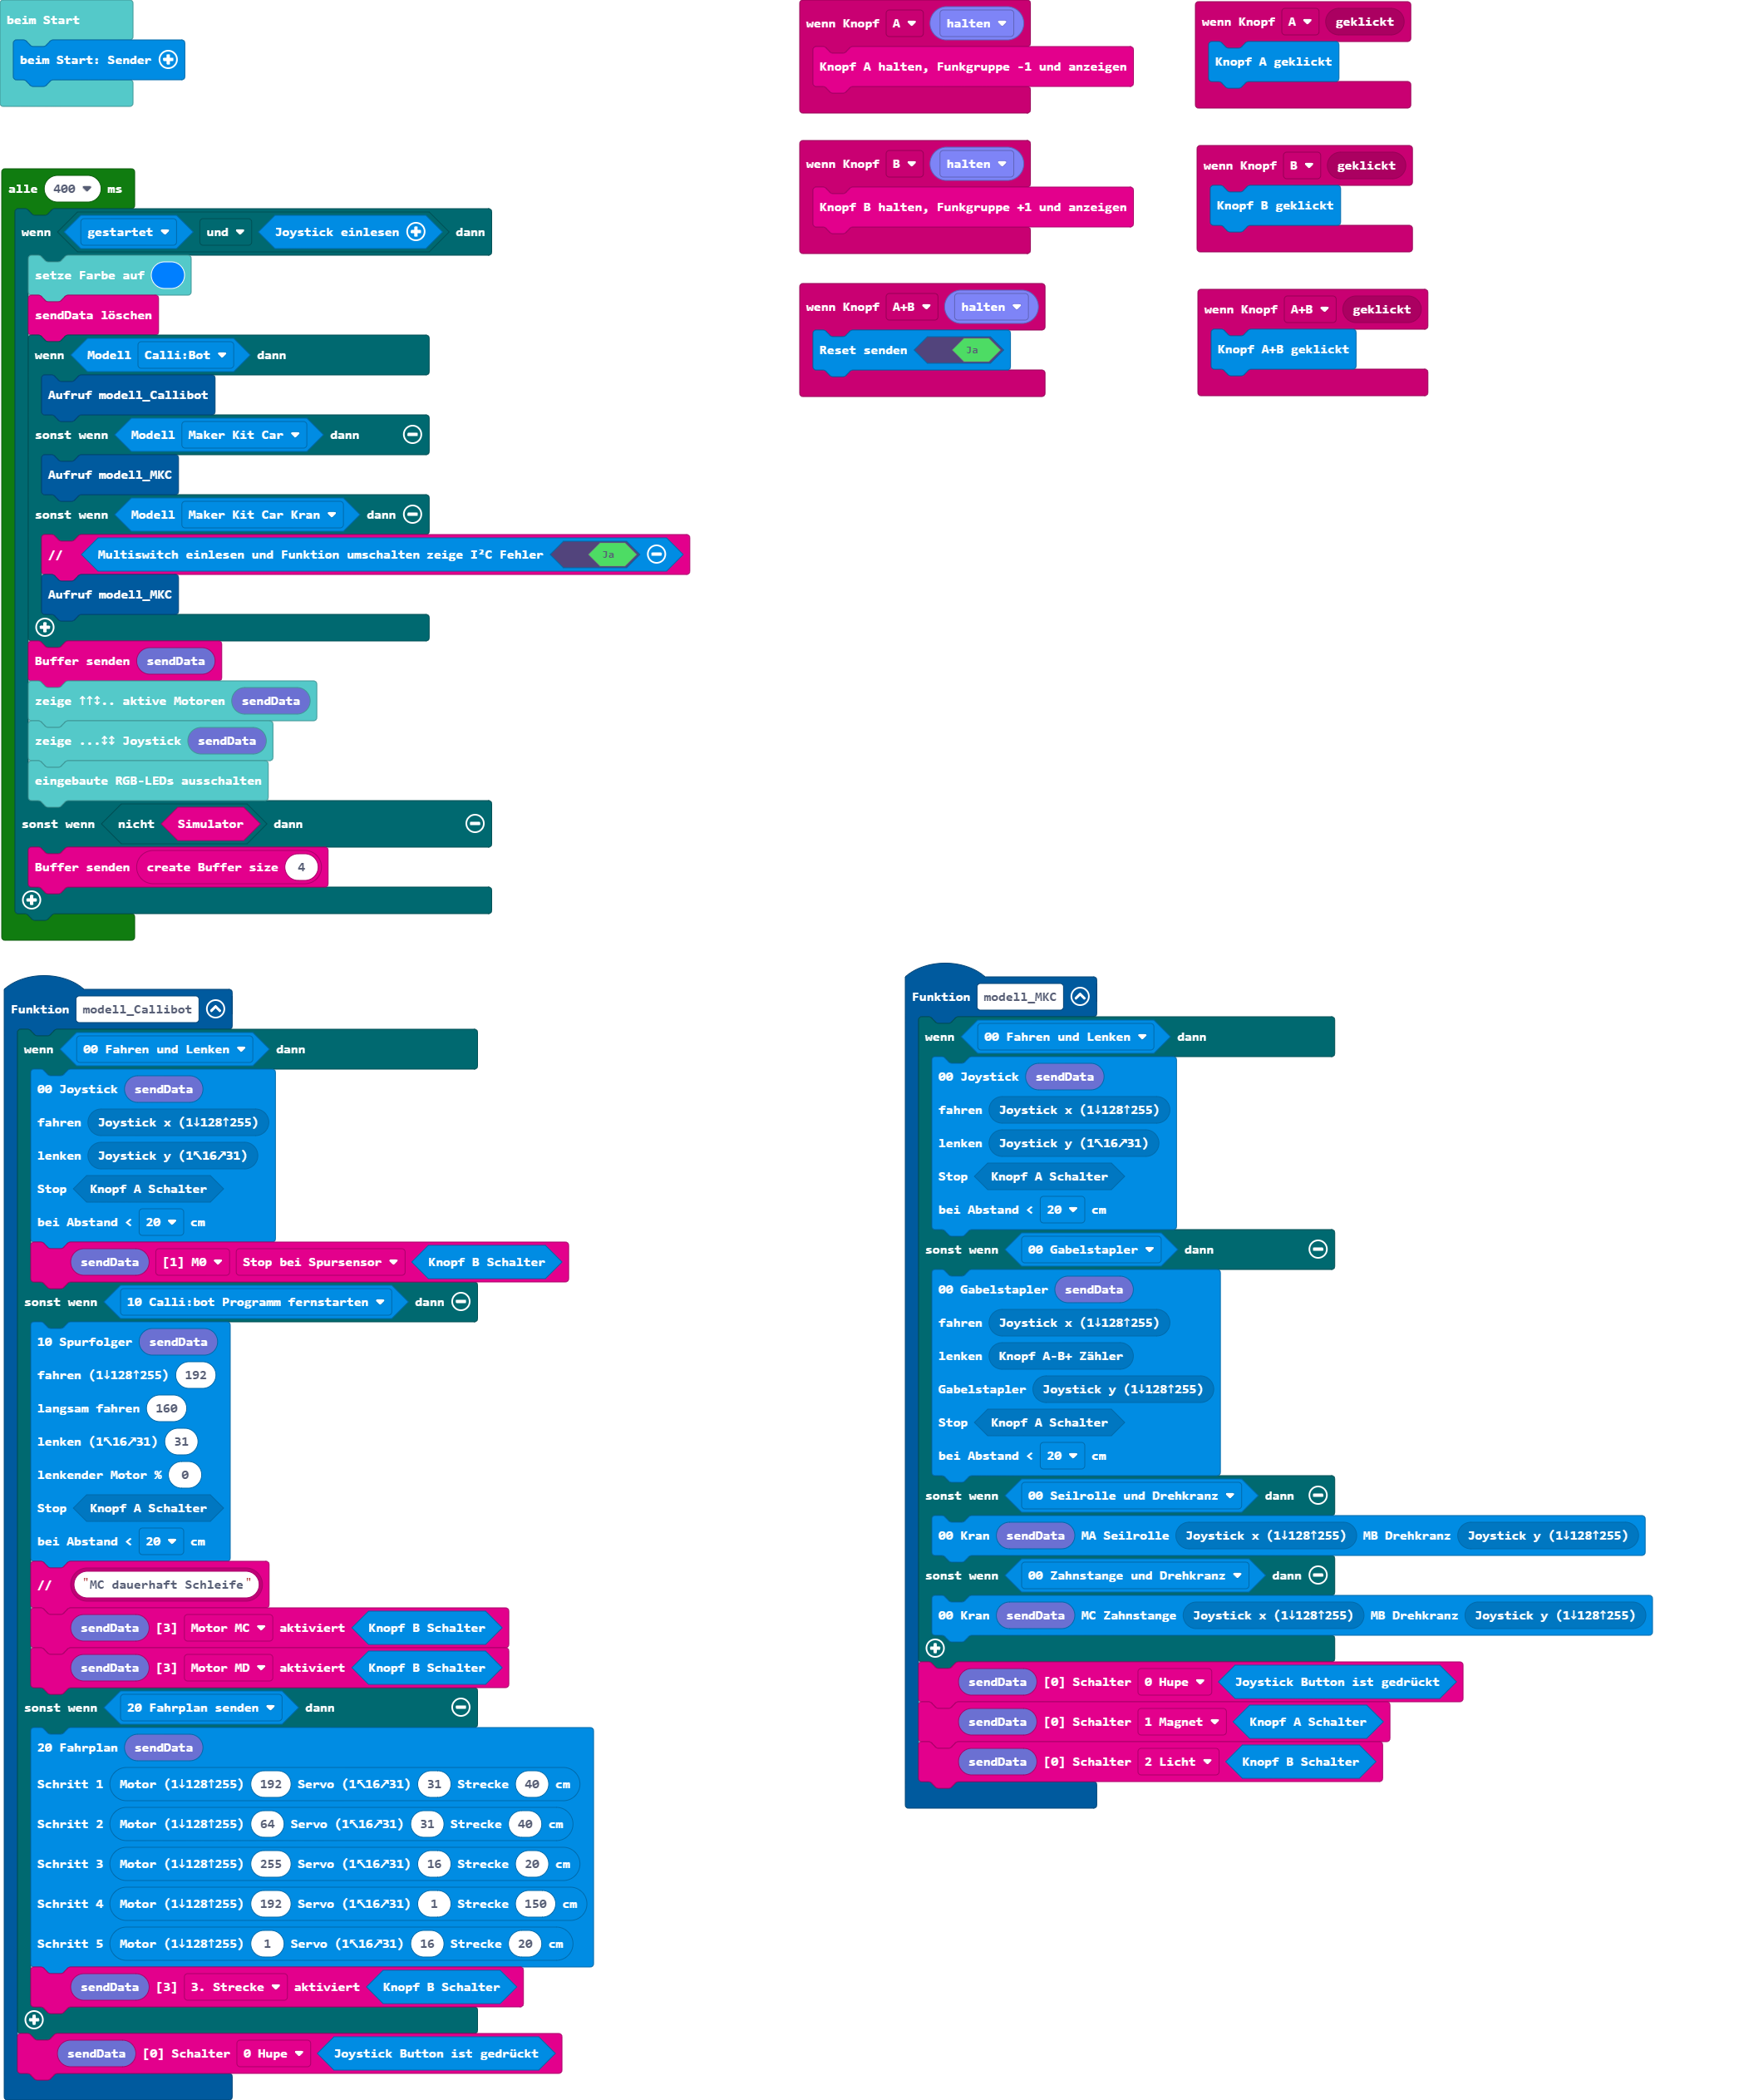 beim Start
beim Start: Sender
alle 400 ms
wenn gestartet und Joystick einlesen dann
setze Farbe auf
sendData löschen
wenn Modell Calli:Bot dann
Aufruf modell_Callibot
sonst wenn Modell Maker Kit Car dann
Aufruf modell_MKC
sonst wenn Modell Maker Kit Car Kran dann
// Multiswitch einlesen und Funktion umschalten zeige I²C Fehler Ja
Aufruf modell_MKC
Buffer senden sendData
zeige ↑↑↕.. aktive Motoren sendData
zeige ...↕↕ Joystick sendData
eingebaute RGB-LEDs ausschalten
sonst wenn nicht Simulator dann
Buffer senden create Buffer size 4
wenn Knopf A halten
Knopf A halten, Funkgruppe -1 und anzeigen
wenn Knopf B halten
Knopf B halten, Funkgruppe +1 und anzeigen
wenn Knopf A+B halten
Reset senden Ja
wenn Knopf A geklickt
Knopf A geklickt
wenn Knopf B geklickt
Knopf B geklickt
wenn Knopf A+B geklickt
Knopf A+B geklickt
Funktion modell_Callibot
wenn 00 Fahren und Lenken dann
00 Joystick sendData
fahren Joystick x (1↓128↑255)
lenken Joystick y (1↖16↗31)
Stop Knopf A Schalter
bei Abstand < 20 cm
sendData [1] M0 Stop bei Spursensor Knopf B Schalter
sonst wenn 10 Calli:bot Programm fernstarten dann
10 Spurfolger sendData
fahren (1↓128↑255) 192
langsam fahren 160
lenken (1↖16↗31) 31
lenkender Motor % 0
Stop Knopf A Schalter
bei Abstand < 20 cm
// "MC dauerhaft Schleife"
sendData [3] Motor MC aktiviert Knopf B Schalter
sendData [3] Motor MD aktiviert Knopf B Schalter
sonst wenn 20 Fahrplan senden dann
20 Fahrplan sendData
Schritt 1 Motor (1↓128↑255) 192 Servo (1↖16↗31) 31 Strecke 40 cm
Schritt 2 Motor (1↓128↑255) 64 Servo (1↖16↗31) 31 Strecke 40 cm
Schritt 3 Motor (1↓128↑255) 255 Servo (1↖16↗31) 16 Strecke 20 cm
Schritt 4 Motor (1↓128↑255) 192 Servo (1↖16↗31) 1 Strecke 150 cm
Schritt 5 Motor (1↓128↑255) 1 Servo (1↖16↗31) 16 Strecke 20 cm
sendData [3] 3. Strecke aktiviert Knopf B Schalter
sendData [0] Schalter 0 Hupe Joystick Button ist gedrückt
Funktion modell_MKC
wenn 00 Fahren und Lenken dann
00 Joystick sendData
fahren Joystick x (1↓128↑255)
lenken Joystick y (1↖16↗31)
Stop Knopf A Schalter
bei Abstand < 20 cm
sonst wenn 00 Gabelstapler dann
00 Gabelstapler sendData
fahren Joystick x (1↓128↑255)
lenken Knopf A-B+ Zähler
Gabelstapler Joystick y (1↓128↑255)
Stop Knopf A Schalter
bei Abstand < 20 cm
sonst wenn 00 Seilrolle und Drehkranz dann
00 Kran sendData MA Seilrolle Joystick x (1↓128↑255) MB Drehkranz Joystick y (1↓128↑255)
sonst wenn 00 Zahnstange und Drehkranz dann
00 Kran sendData MC Zahnstange Joystick x (1↓128↑255) MB Drehkranz Joystick y (1↓128↑255)
sendData [0] Schalter 0 Hupe Joystick Button ist gedrückt
sendData [0] Schalter 1 Magnet Knopf A Schalter
sendData [0] Schalter 2 Licht Knopf B Schalter